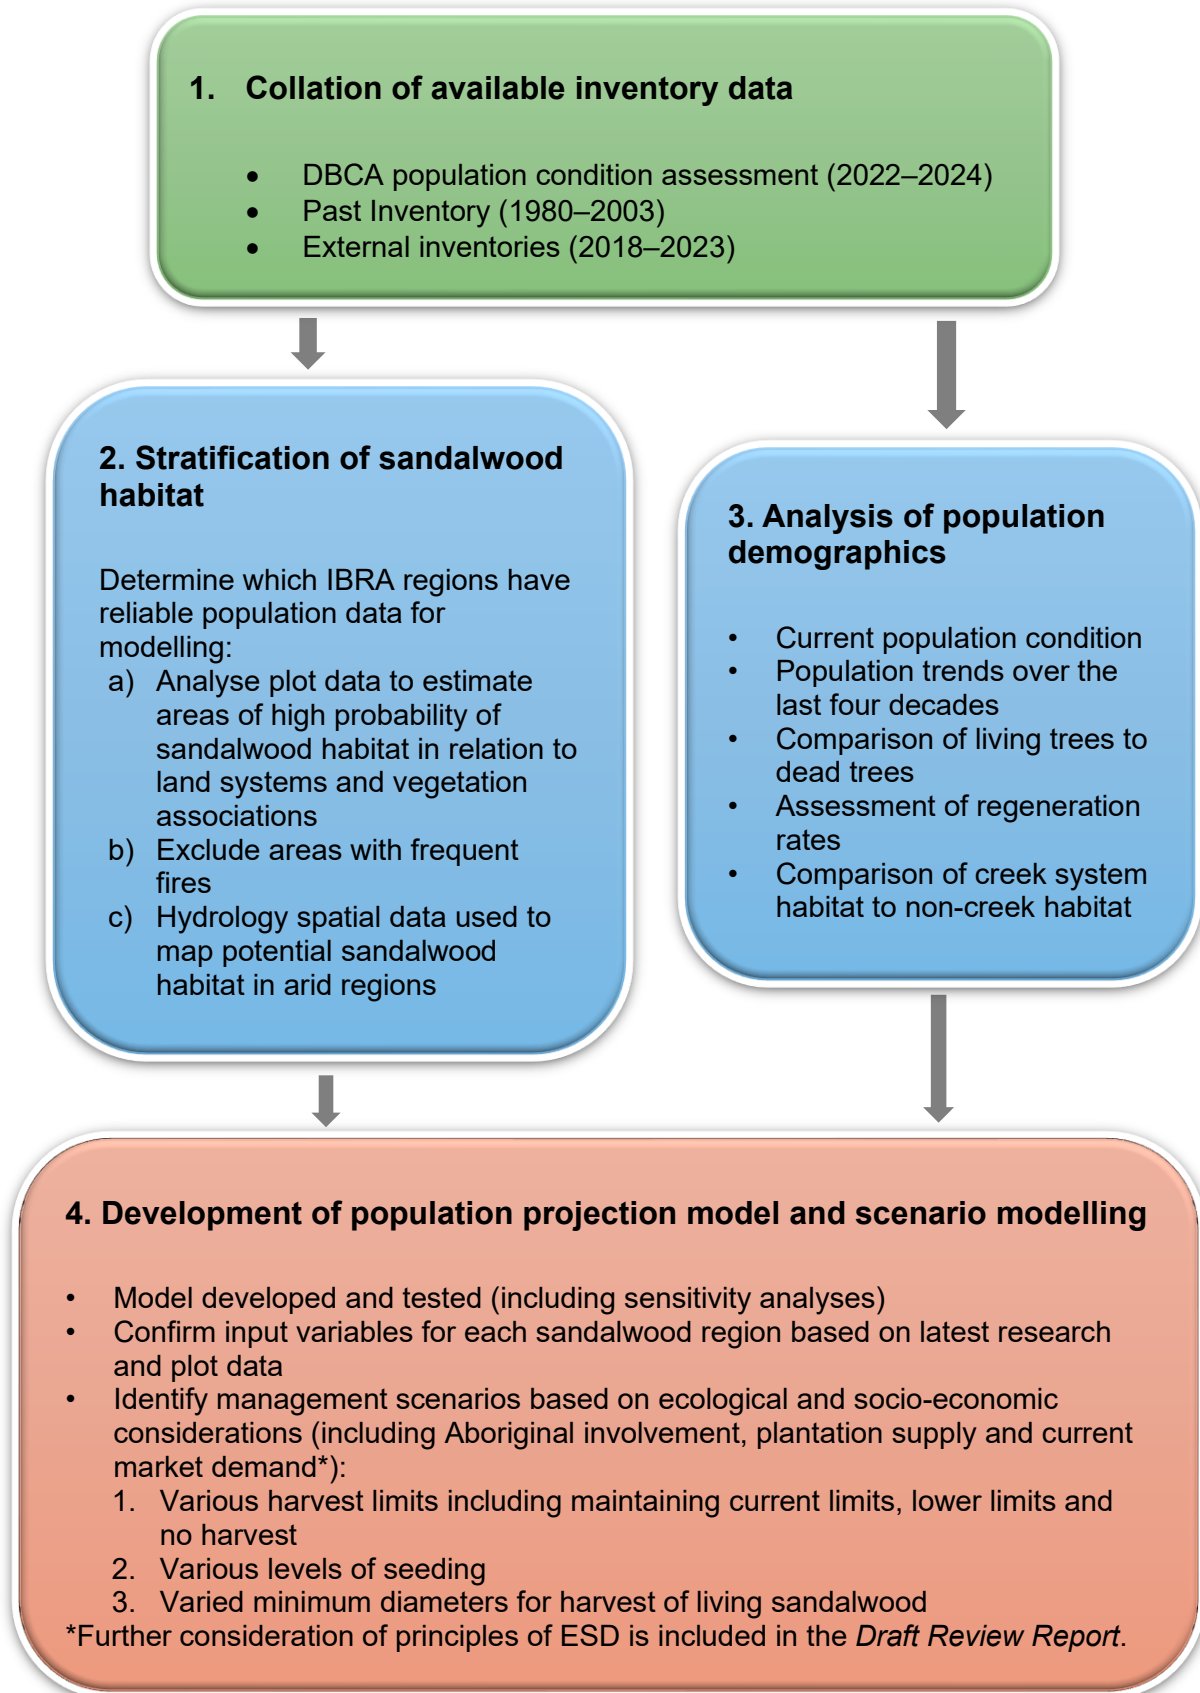 1. Collation of available inventory data
• DBCA population condition assessment (2022–2024)
• Past Inventory (1980–2003)
• External inventories (2018–2023)
2. Stratification of sandalwood
habitat
Determine which IBRA regions have
reliable population data for
modelling:
a) Analyse plot data to estimate
areas of high probability of
sandalwood habitat in relation to
land systems and vegetation
associations
b) Exclude areas with frequent
fires
c) Hydrology spatial data used to
map potential sandalwood
habitat in arid regions
3. Analysis of population
demographics
• Current population condition
• Population trends over the
last four decades
• Comparison of living trees to
dead trees
• Assessment of regeneration
rates
• Comparison of creek system
habitat to non-creek habitat
4. Development of population projection model and scenario modelling
• Model developed and tested (including sensitivity analyses)
• Confirm input variables for each sandalwood region based on latest research
and plot data
• Identify management scenarios based on ecological and socio-economic
considerations (including Aboriginal involvement, plantation supply and current
market demand*):
1. Various harvest limits including maintaining current limits, lower limits and
no harvest
2. Various levels of seeding
3. Varied minimum diameters for harvest of living sandalwood
*Further consideration of principles of ESD is included in the Draft Review Report.